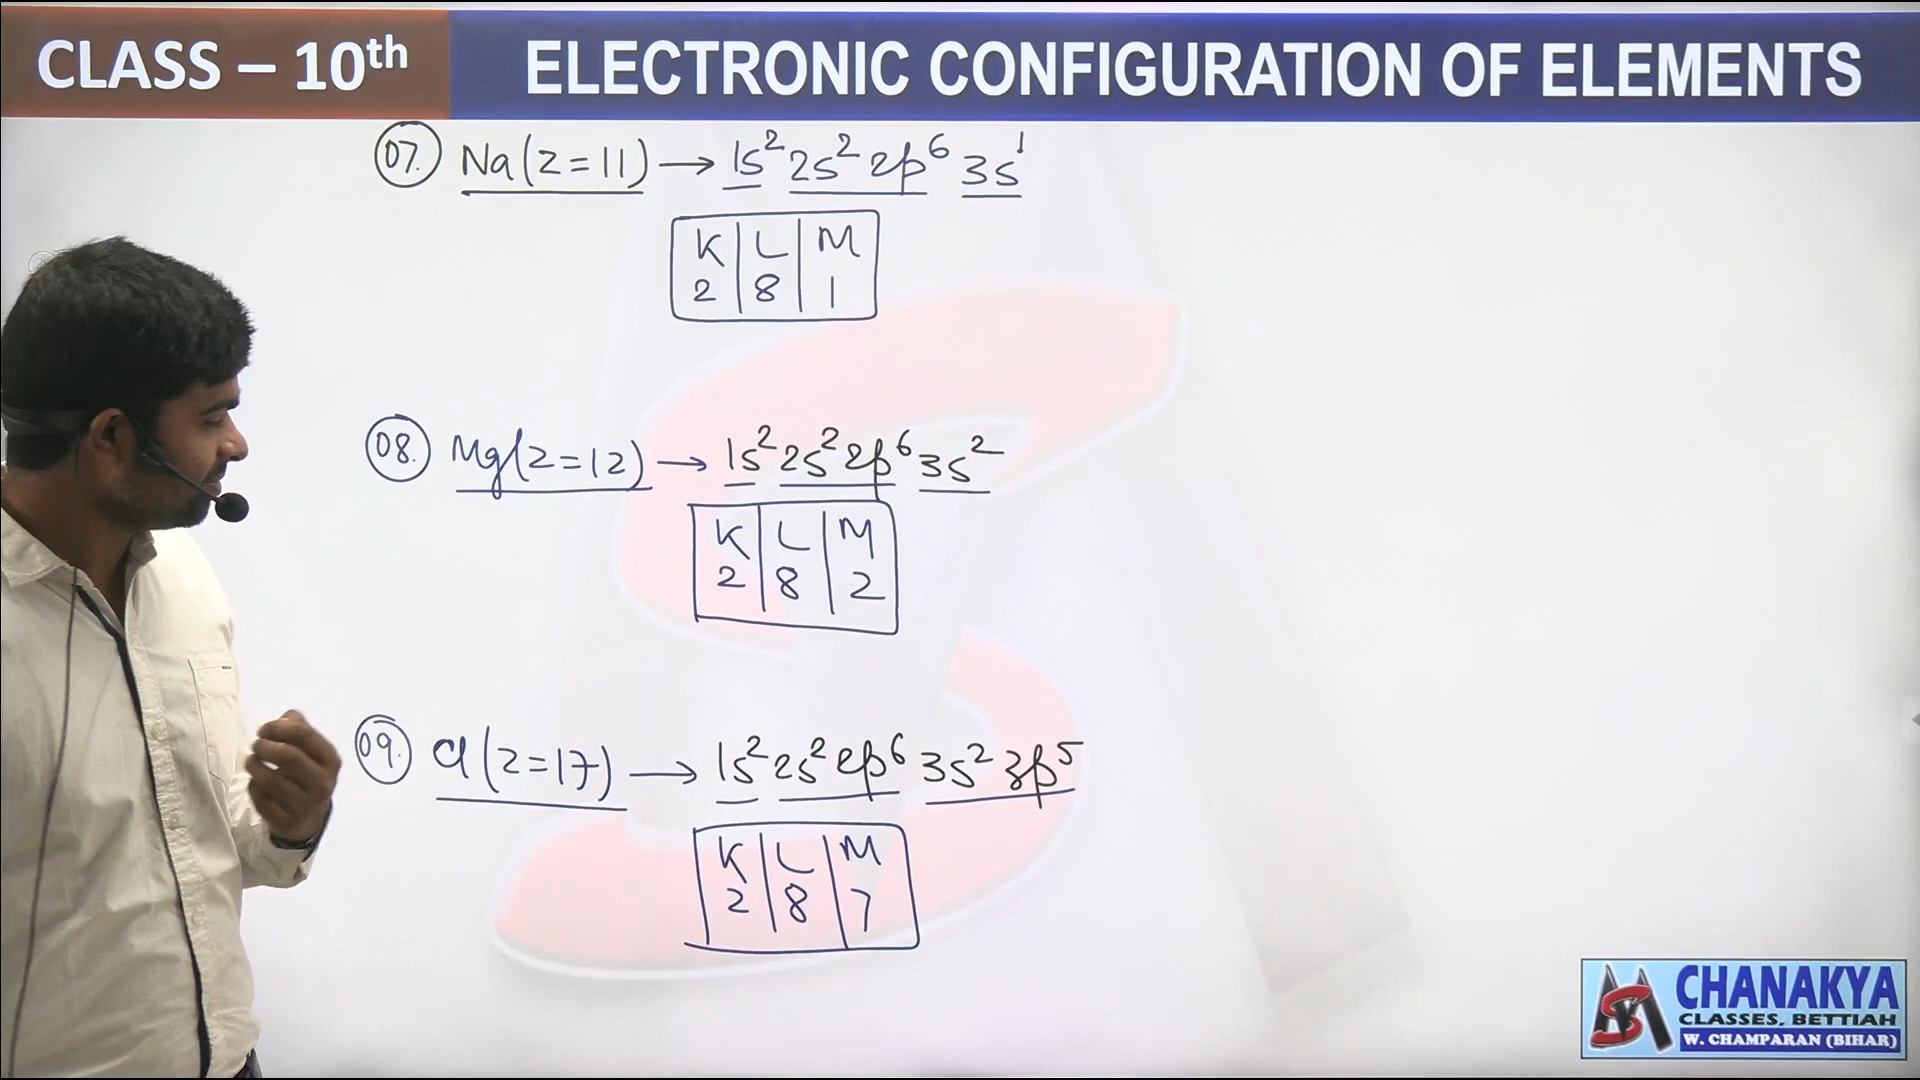 CLASS – 10th
ELECTRONIC CONFIGURATION OF ELEMENTS
07. Na(Z=11) → 1s² 2s² 2p⁶ 3s¹
K | L | M
2 | 8 | 1
08. Mg(Z=12) → 1s² 2s² 2p⁶ 3s²
K | L | M
2 | 8 | 2
09. Cl(Z=17) → 1s² 2s² 2p⁶ 3s² 3p⁵
K | L | M
2 | 8 | 7
CHANAKYA
CLASSES, BETTIAH
W. CHAMPARAN (BIHAR)